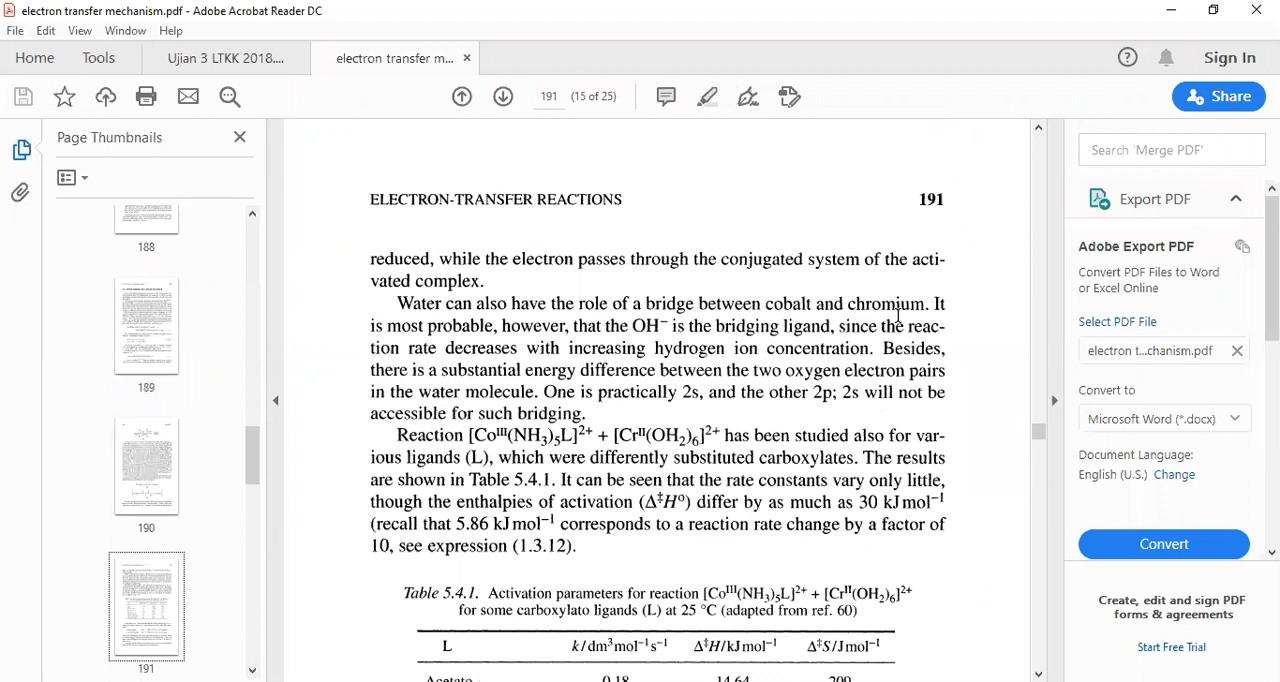 electron transfer mechanism.pdf - Adobe Acrobat Reader DC
File Edit View Window Help
Home Tools Ujian 3 LTKK 2018.... electron transfer m... × Sign In
191 (15 of 25) Share
Page Thumbnails
188
189
190
191
ELECTRON-TRANSFER REACTIONS 191
reduced, while the electron passes through the conjugated system of the acti-
vated complex.
Water can also have the role of a bridge between cobalt and chromium. It
is most probable, however, that the OH⁻ is the bridging ligand, since the reac-
tion rate decreases with increasing hydrogen ion concentration. Besides,
there is a substantial energy difference between the two oxygen electron pairs
in the water molecule. One is practically 2s, and the other 2p; 2s will not be
accessible for such bridging.
Reaction [Coᴵᴵᴵ(NH₃)₅L]²⁺ + [Crᴵᴵ(OH₂)₆]²⁺ has been studied also for var-
ious ligands (L), which were differently substituted carboxylates. The results
are shown in Table 5.4.1. It can be seen that the rate constants vary only little,
though the enthalpies of activation (Δ‡H°) differ by as much as 30 kJ mol⁻¹
(recall that 5.86 kJ mol⁻¹ corresponds to a reaction rate change by a factor of
10, see expression (1.3.12).
Table 5.4.1. Activation parameters for reaction [Coᴵᴵᴵ(NH₃)₅L]²⁺ + [Crᴵᴵ(OH₂)₆]²⁺
for some carboxylato ligands (L) at 25 °C (adapted from ref. 60)
L k/dm³mol⁻¹s⁻¹ Δ‡H/kJmol⁻¹ Δ‡S/Jmol⁻¹
Acetato 0.18 14.64 209
Search 'Merge PDF'
Export PDF
Adobe Export PDF
Convert PDF Files to Word
or Excel Online
Select PDF File
electron t...chanism.pdf
Convert to
Microsoft Word (*.docx)
Document Language:
English (U.S.) Change
Convert
Create, edit and sign PDF
forms & agreements
Start Free Trial